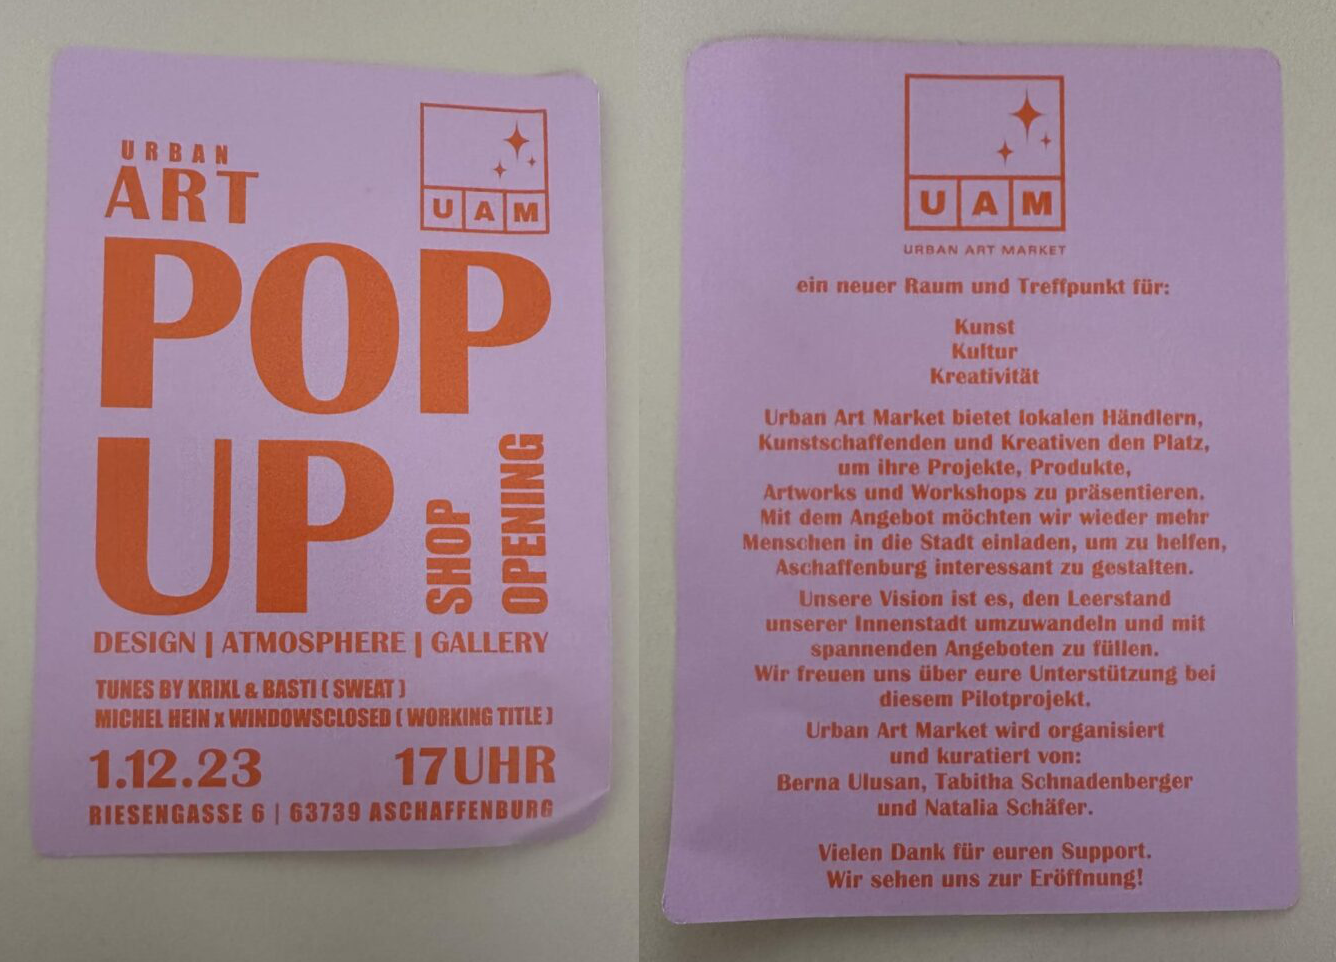 URBAN
ART
UAM
POP
UP
SHOP
OPENING
DESIGN | ATMOSPHERE | GALLERY
TUNES BY KRIXL & BASTI ( SWEAT )
MICHEL HEIN x WINDOWSCLOSED ( WORKING TITLE )
1.12.23 17UHR
RIESENGASSE 6 | 63739 ASCHAFFENBURG
UAM
URBAN ART MARKET
ein neuer Raum und Treffpunkt für:
Kunst
Kultur
Kreativität
Urban Art Market bietet lokalen Händlern,
Kunstschaffenden und Kreativen den Platz,
um ihre Projekte, Produkte,
Artworks und Workshops zu präsentieren.
Mit dem Angebot möchten wir wieder mehr
Menschen in die Stadt einladen, um zu helfen,
Aschaffenburg interessant zu gestalten.
Unsere Vision ist es, den Leerstand
unserer Innenstadt umzuwandeln und mit
spannenden Angeboten zu füllen.
Wir freuen uns über eure Unterstützung bei
diesem Pilotprojekt.
Urban Art Market wird organisiert
und kuratiert von:
Berna Ulusan, Tabitha Schnadenberger
und Natalia Schäfer.
Vielen Dank für euren Support.
Wir sehen uns zur Eröffnung!